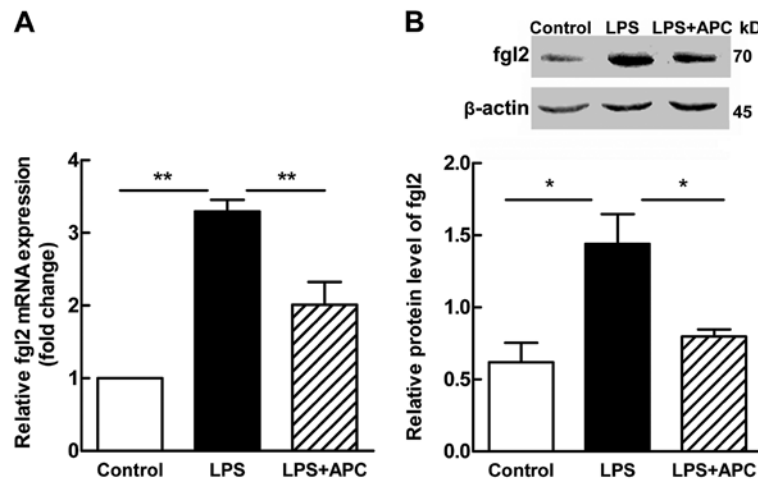 A
B
Control LPS LPS+APC kD
fgl2
70
β-actin
45
Relative fgl2 mRNA expression
(fold change)
4
3
2
1
0
** **
Control LPS LPS+APC
Relative protein level of fgl2
2.0
1.5
1.0
0.5
0.0
* *
Control LPS LPS+APC